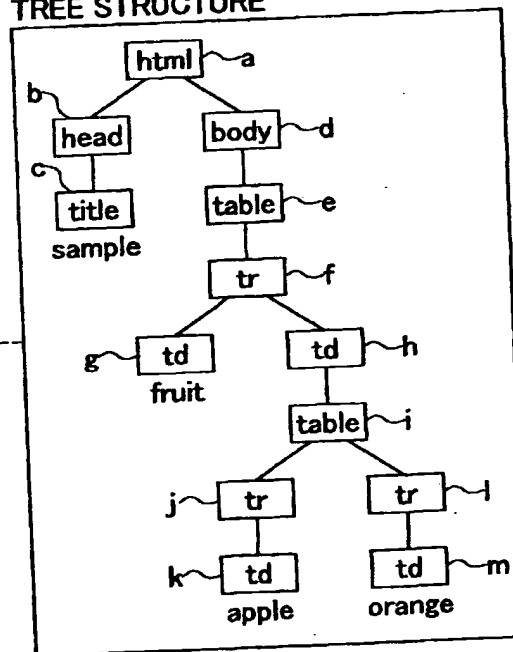 TREE STRUCTURE
html a
b
head body d
c
title table e
sample
tr f
g td td h
fruit
table i
j tr tr l
k td td m
apple orange